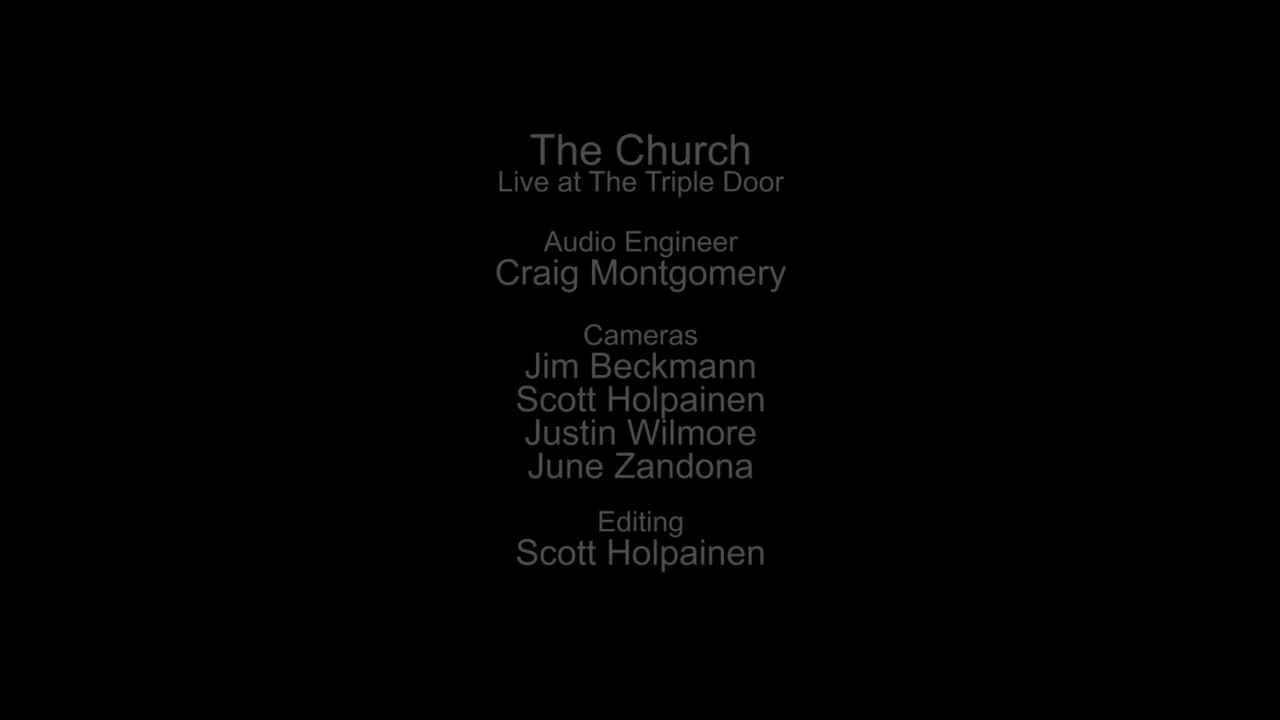 The Church
Live at The Triple Door
Audio Engineer
Craig Montgomery
Cameras
Jim Beckmann
Scott Holpainen
Justin Wilmore
June Zandona
Editing
Scott Holpainen